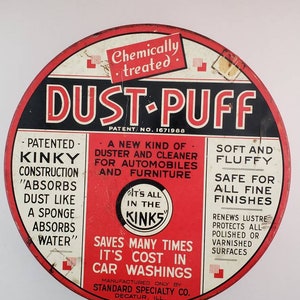 Chemically
treated
DUST-PUFF
PATENT NO. 1671968
PATENTED
KINKY
CONSTRUCTION
"ABSORBS
DUST LIKE
A SPONGE
ABSORBS
WATER"
A NEW KIND OF
DUSTER AND CLEANER
FOR AUTOMOBILES
AND FURNITURE
IT'S ALL
IN THE
KINKS
SAVES MANY TIMES
IT'S COST IN
CAR WASHINGS
MANUFACTURED ONLY BY
STANDARD SPECIALTY CO.
DECATUR, ILL.
SOFT AND
FLUFFY
SAFE FOR
ALL FINE
FINISHES
RENEWS LUSTRE
PROTECTS ALL
POLISHED OR
VARNISHED
SURFACES